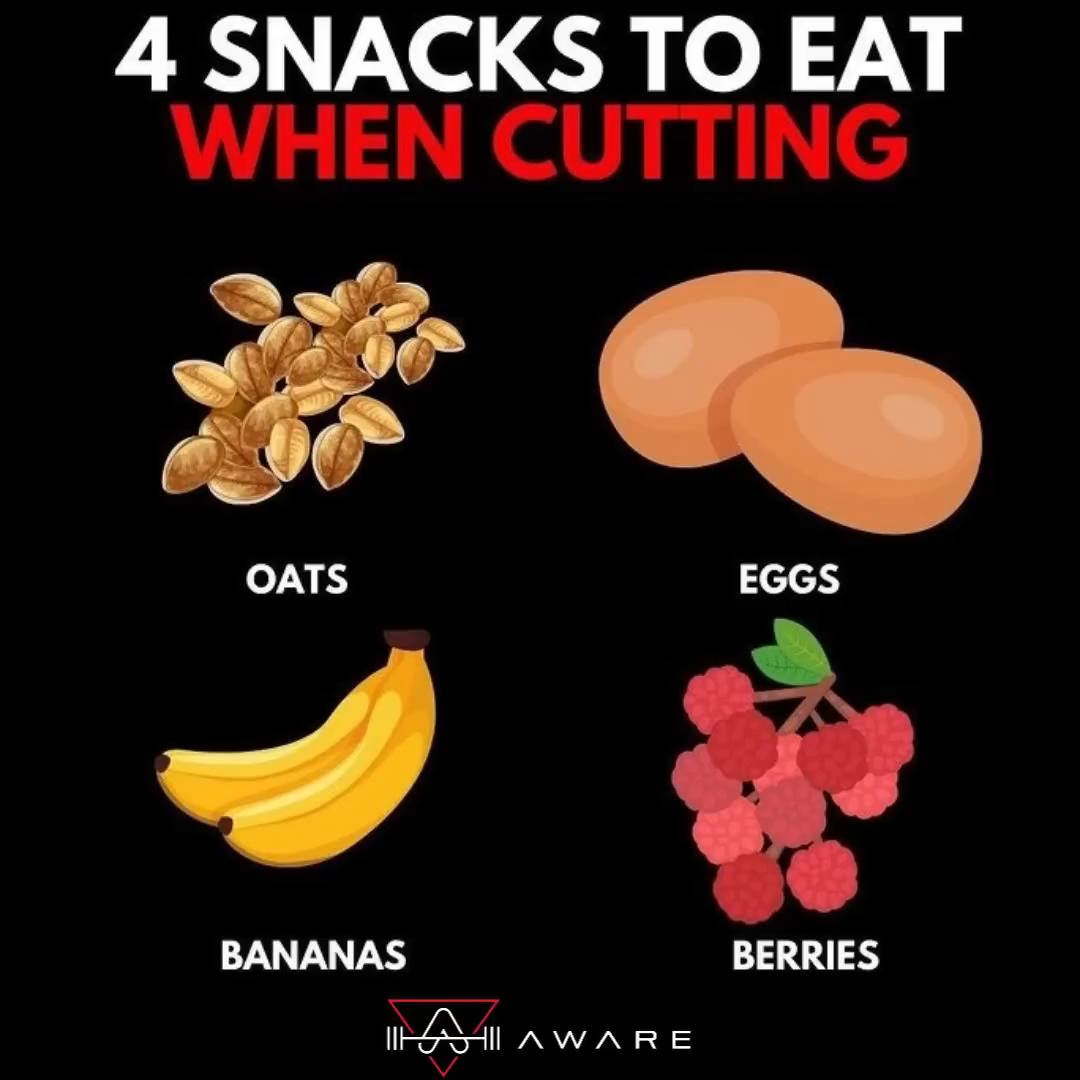 4 SNACKS TO EAT
WHEN CUTTING
OATS
EGGS
BANANAS
BERRIES
AWARE